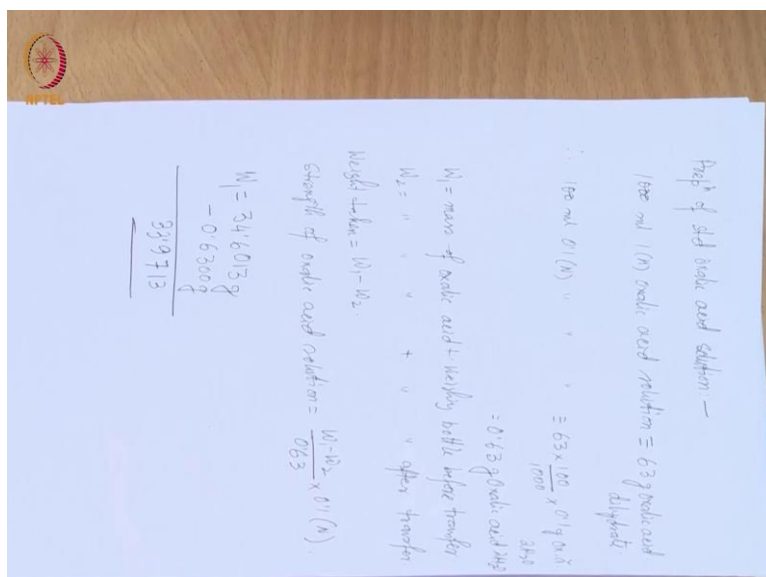 NPTEL
Prepⁿ of std oxalic acid solution —
1000 ml 1(N) oxalic acid solution ≡ 63 g oxalic acid
dihydrate
∴ 100 ml 0.1(N) " " " ≡ 63 × 100/1000 × 0.1 g
2H₂O
= 0.63 g Oxalic acid 2H₂O
W₁ = mass of oxalic acid + weighing bottle before transfer
W₂ = " " " + " " after transfer
Weight taken = W₁ - W₂.
Strength of oxalic acid solution = W₁-W₂/0.63 × 0.1(N).
W₁ = 34.6013 g
- 0.6300 g
33.9713